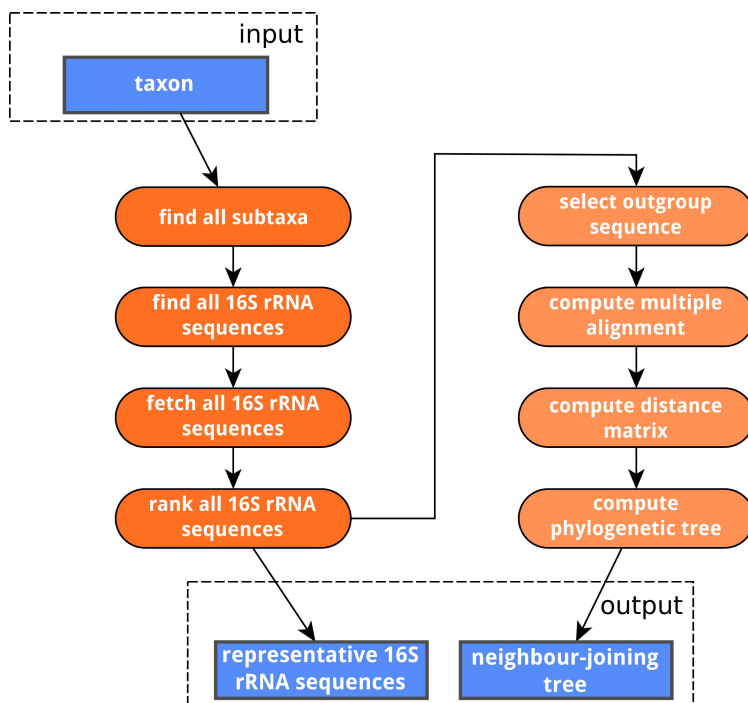 input
taxon
find all subtaxa
find all 16S rRNA
sequences
fetch all 16S rRNA
sequences
rank all 16S rRNA
sequences
select outgroup
sequence
compute multiple
alignment
compute distance
matrix
compute
phylogenetic tree
output
representative 16S
rRNA sequences
neighbour-joining
tree